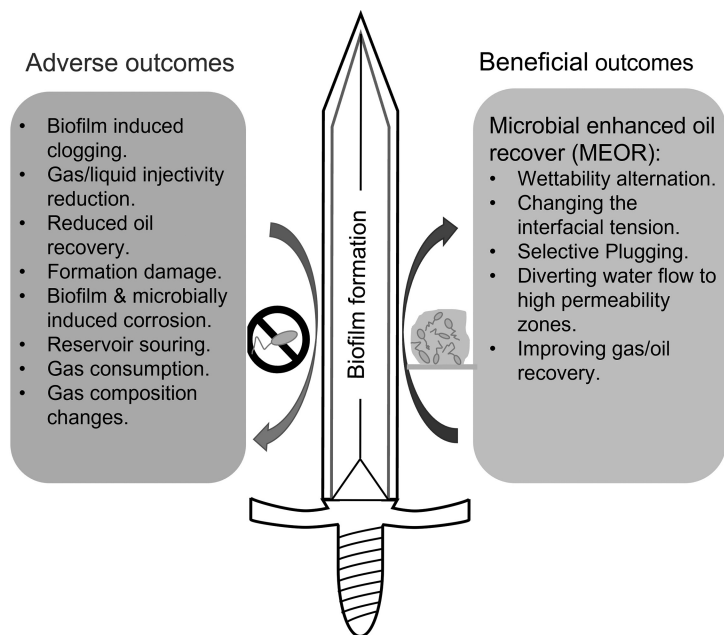 Adverse outcomes
• Biofilm induced
clogging.
• Gas/liquid injectivity
reduction.
• Reduced oil
recovery.
• Formation damage.
• Biofilm & microbially
induced corrosion.
• Reservoir souring.
• Gas consumption.
• Gas composition
changes.
Biofilm formation
Beneficial outcomes
Microbial enhanced oil
recover (MEOR):
• Wettability alternation.
• Changing the
interfacial tension.
• Selective Plugging.
• Diverting water flow to
high permeability
zones.
• Improving gas/oil
recovery.